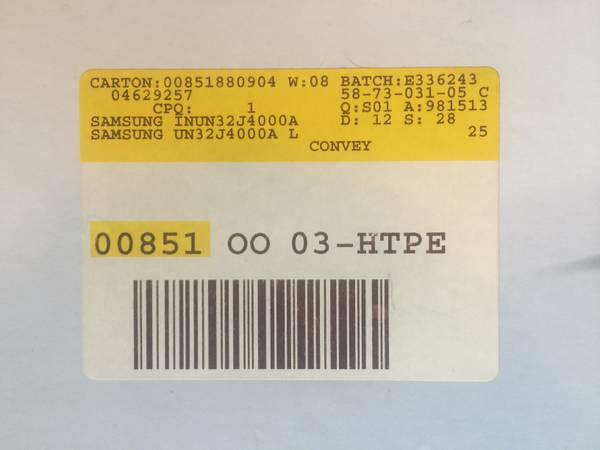 CARTON:00851880904 W:08 BATCH:E336243
04629257 58-73-031-05 C
CPQ: 1 Q:S01 A:981513
SAMSUNG INUN32J4000A D: 12 S: 28
SAMSUNG UN32J4000A L 25
CONVEY
00851 OO 03-HTPE